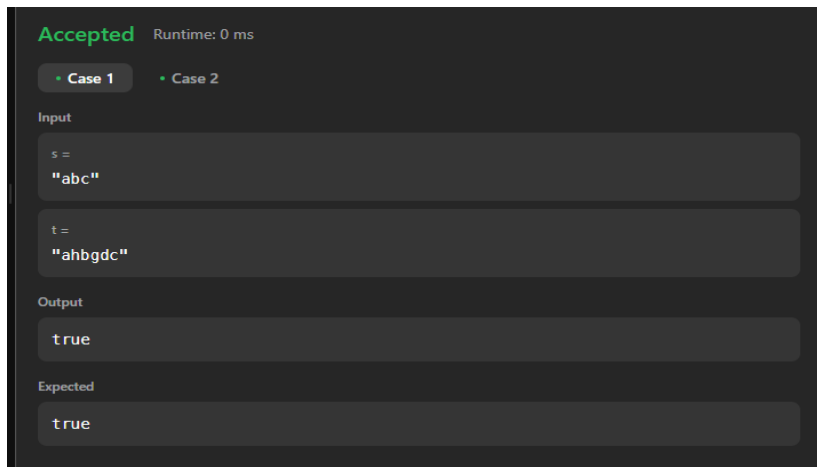 Accepted Runtime: 0 ms
• Case 1 • Case 2
Input
s =
"abc"
t =
"ahbgdc"
Output
true
Expected
true